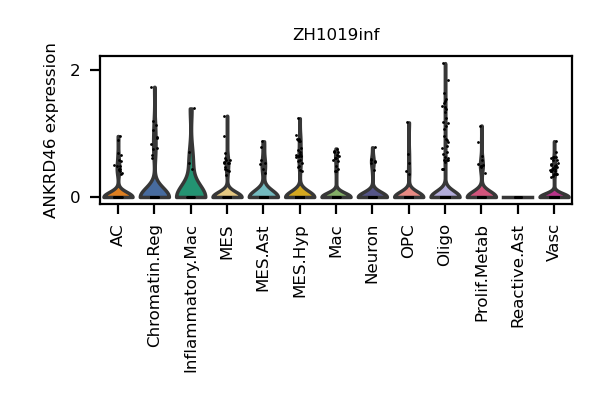 ZH1019inf
ANKRD46 expression
2
0
AC
Chromatin.Reg
Inflammatory.Mac
MES
MES.Ast
MES.Hyp
Mac
Neuron
OPC
Oligo
Prolif.Metab
Reactive.Ast
Vasc